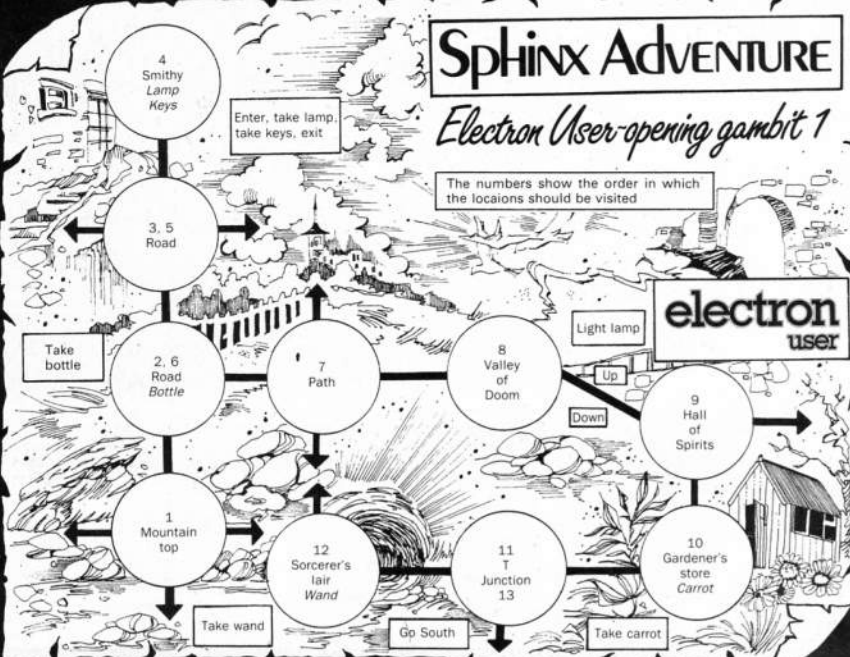 SPHINX ADVENTURE
Electron User-opening gambit 1
The numbers show the order in which
the locaions should be visited
4
Smithy
Lamp
Keys
Enter, take lamp,
take keys, exit
3, 5
Road
electron
user
Take
bottle
2, 6
Road
Bottle
7
Path
8
Valley
of
Doom
Light lamp
Up
Down
9
Hall
of
Spirits
1
Mountain
top
12
Sorcerer's
lair
Wand
11
T
Junction
13
10
Gardener's
store
Carrot
Take wand
Go South
Take carrot